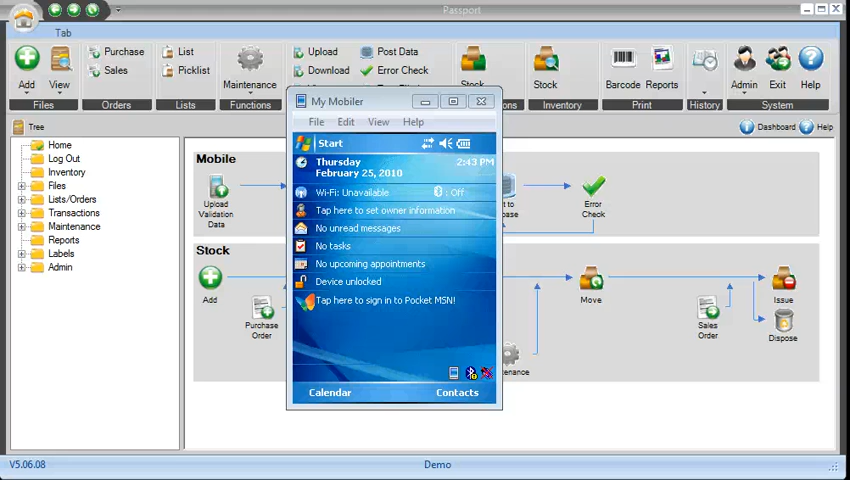 Passport
Tab
Purchase
List
Upload
Post Data
Sales
Picklist
Download
Error Check
Add
View
Maintenance
Stock
Stock
Barcode
Reports
Admin
Exit
Help
Files
Orders
Lists
Functions
Inventory
Print
History
System
Tree
Dashboard
Help
Home
Log Out
Inventory
Files
Lists/Orders
Transactions
Maintenance
Reports
Labels
Admin
Mobile
Upload
Validation
Data
Error
Check
Stock
Add
Purchase
Order
Move
Sales
Order
Issue
Dispose
My Mobiler
File Edit View Help
Start
Thursday
February 25, 2010
2:43 PM
Wi-Fi: Unavailable
: Off
Tap here to set owner information
No unread messages
No tasks
No upcoming appointments
Device unlocked
Tap here to sign in to Pocket MSN!
Calendar
Contacts
V5.06.08
Demo